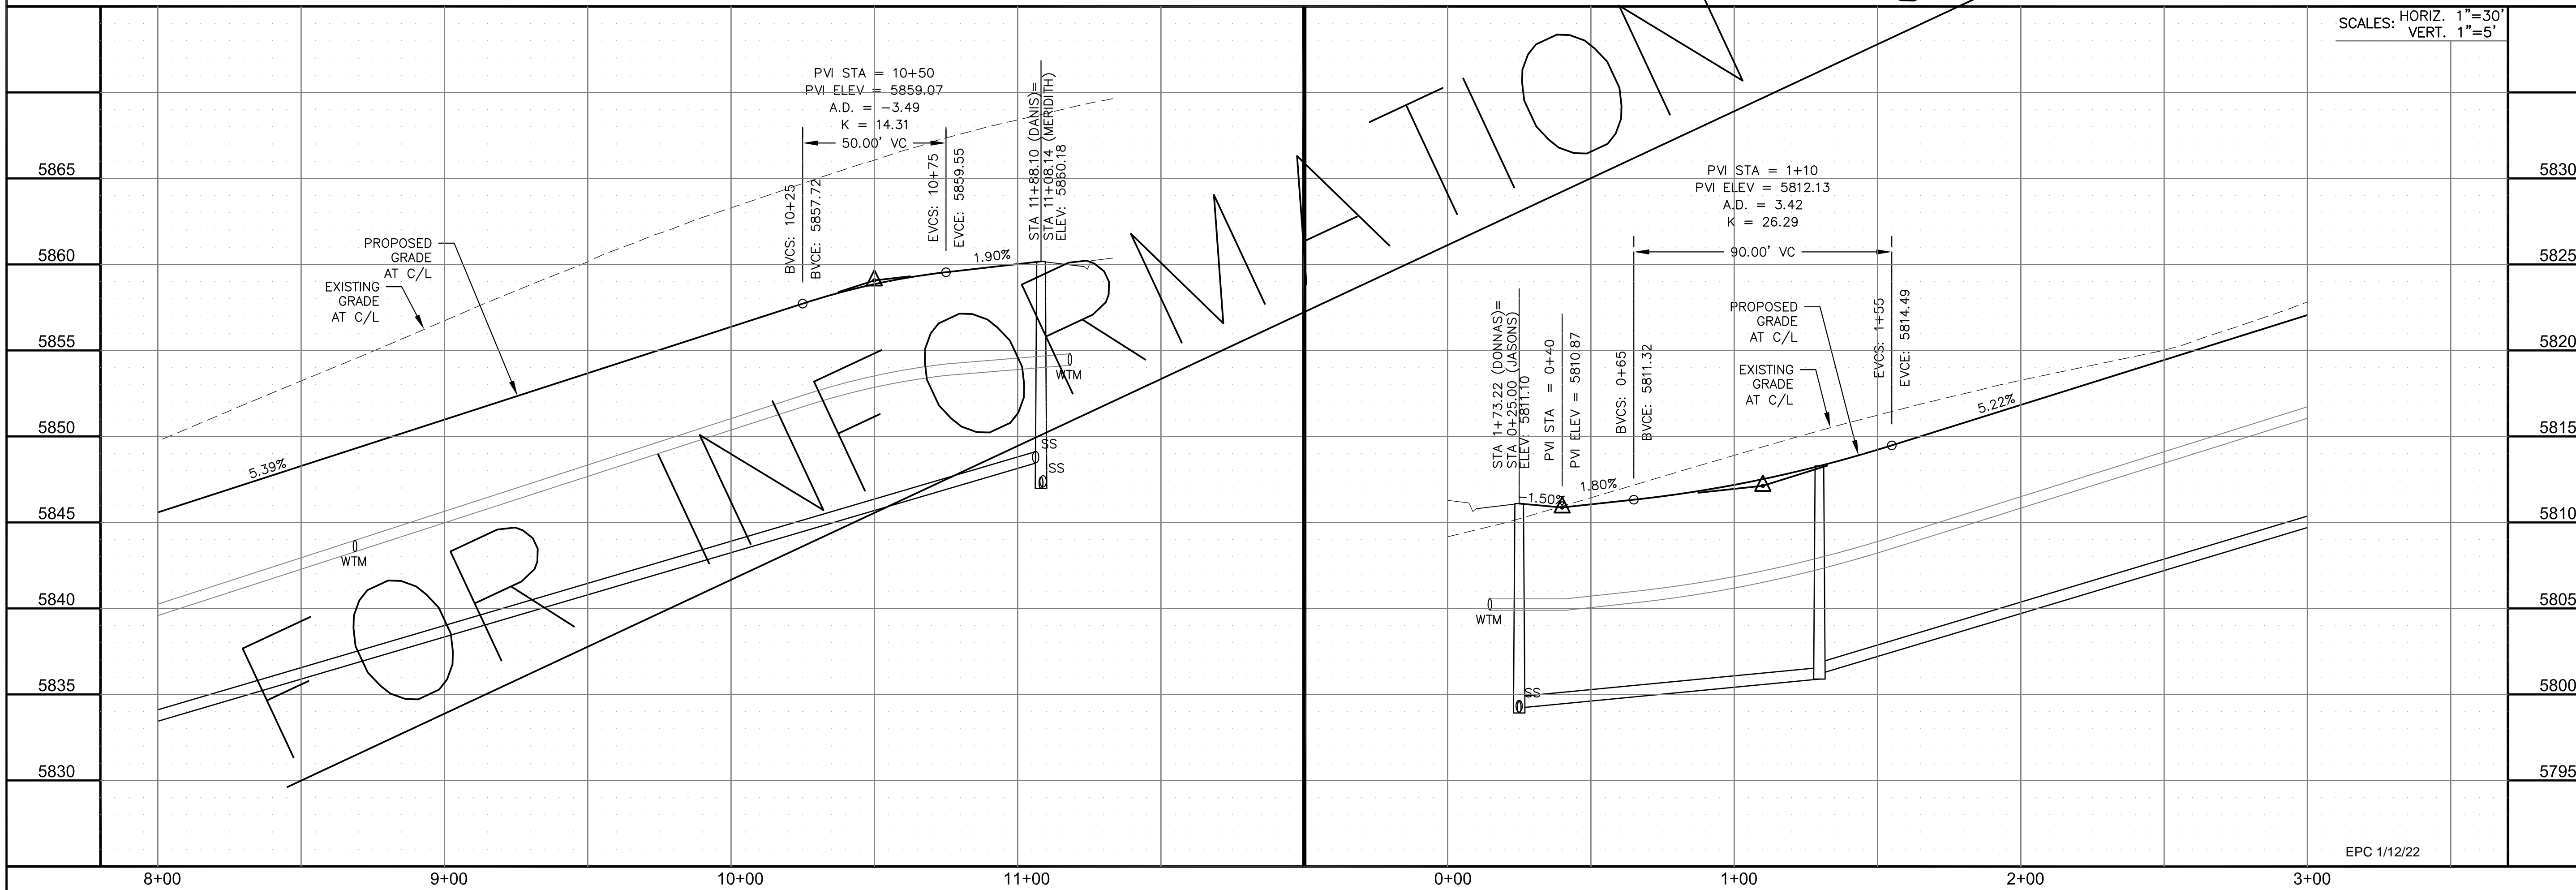 SCALES: HORIZ. 1"=30'
VERT. 1"=5'
PVI STA = 10+50
PVI ELEV = 5859.07
A.D. = -3.49
K = 14.31
50.00' VC
BVCS: 10+25
BVCE: 5857.72
EVCS: 10+75
EVCE: 5859.55
STA 11+88.10 (DANIS)=
STA 11+08.14 (MERIDITH)
ELEV: 5860.18
1.90%
PROPOSED
GRADE
AT C/L
EXISTING
GRADE
AT C/L
5.39%
WTM
WTM
SS
SS
FOR INFORMATION
PVI STA = 1+10
PVI ELEV = 5812.13
A.D. = 3.42
K = 26.29
90.00' VC
STA 1+73.22 (DONNAS)=
STA 0+25.00 (JASONS)
ELEV: 5811.10
PVI STA = 0+40
PVI ELEV = 5810.87
BVCS: 0+65
BVCE: 5811.32
EVCS: 1+55
EVCE: 5814.49
PROPOSED
GRADE
AT C/L
EXISTING
GRADE
AT C/L
-1.50%
1.80%
5.22%
WTM
SS
5865
5860
5855
5850
5845
5840
5835
5830
5830
5825
5820
5815
5810
5805
5800
5795
EPC 1/12/22
8+00
9+00
10+00
11+00
0+00
1+00
2+00
3+00